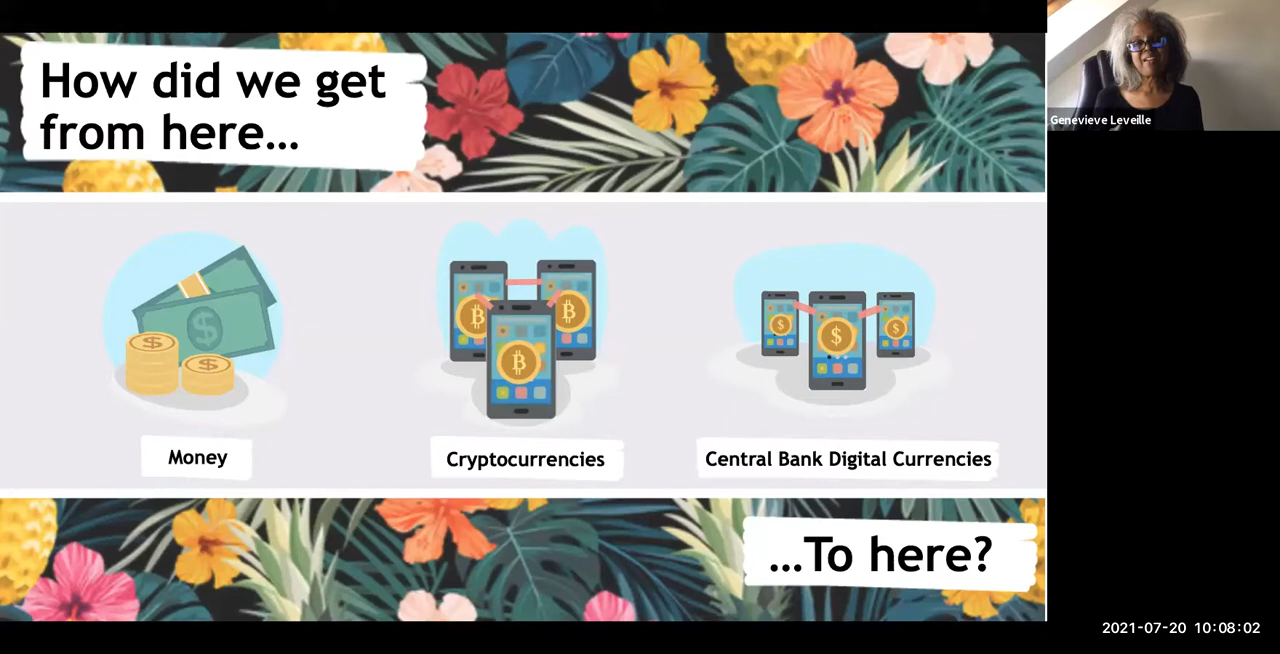 How did we get
from here...
Genevieve Leveille
Money
Cryptocurrencies
Central Bank Digital Currencies
...To here?
2021-07-20 10:08:02